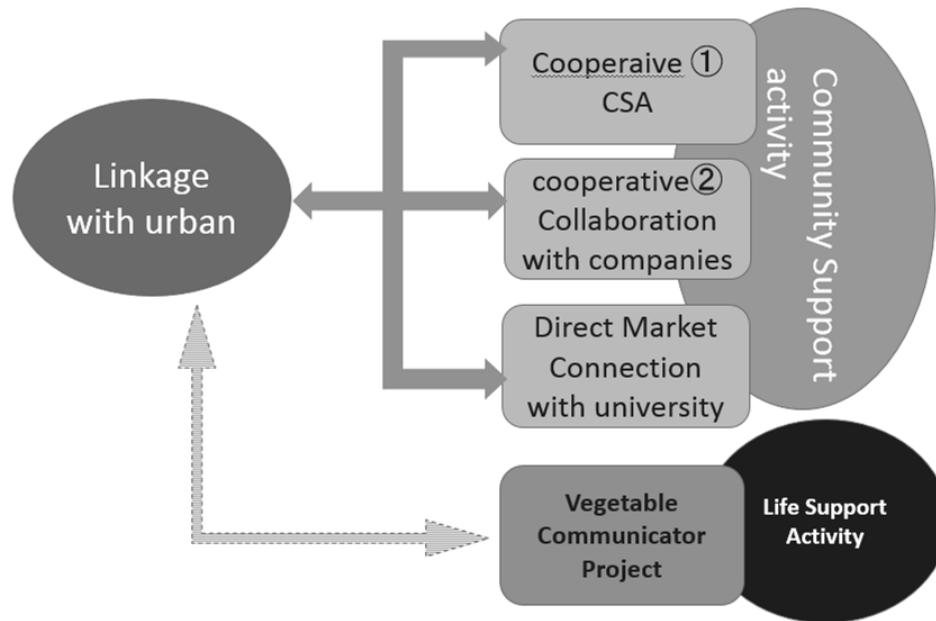 Linkage
with urban
Cooperaive ①
CSA
cooperative②
Collaboration
with companies
Direct Market
Connection
with university
Community Support
activity
Vegetable
Communicator
Project
Life Support
Activity